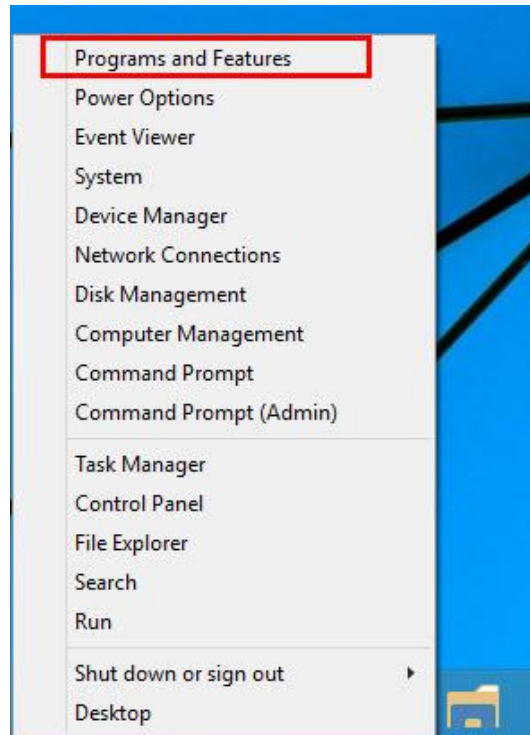 Programs and Features
Power Options
Event Viewer
System
Device Manager
Network Connections
Disk Management
Computer Management
Command Prompt
Command Prompt (Admin)
Task Manager
Control Panel
File Explorer
Search
Run
Shut down or sign out
Desktop